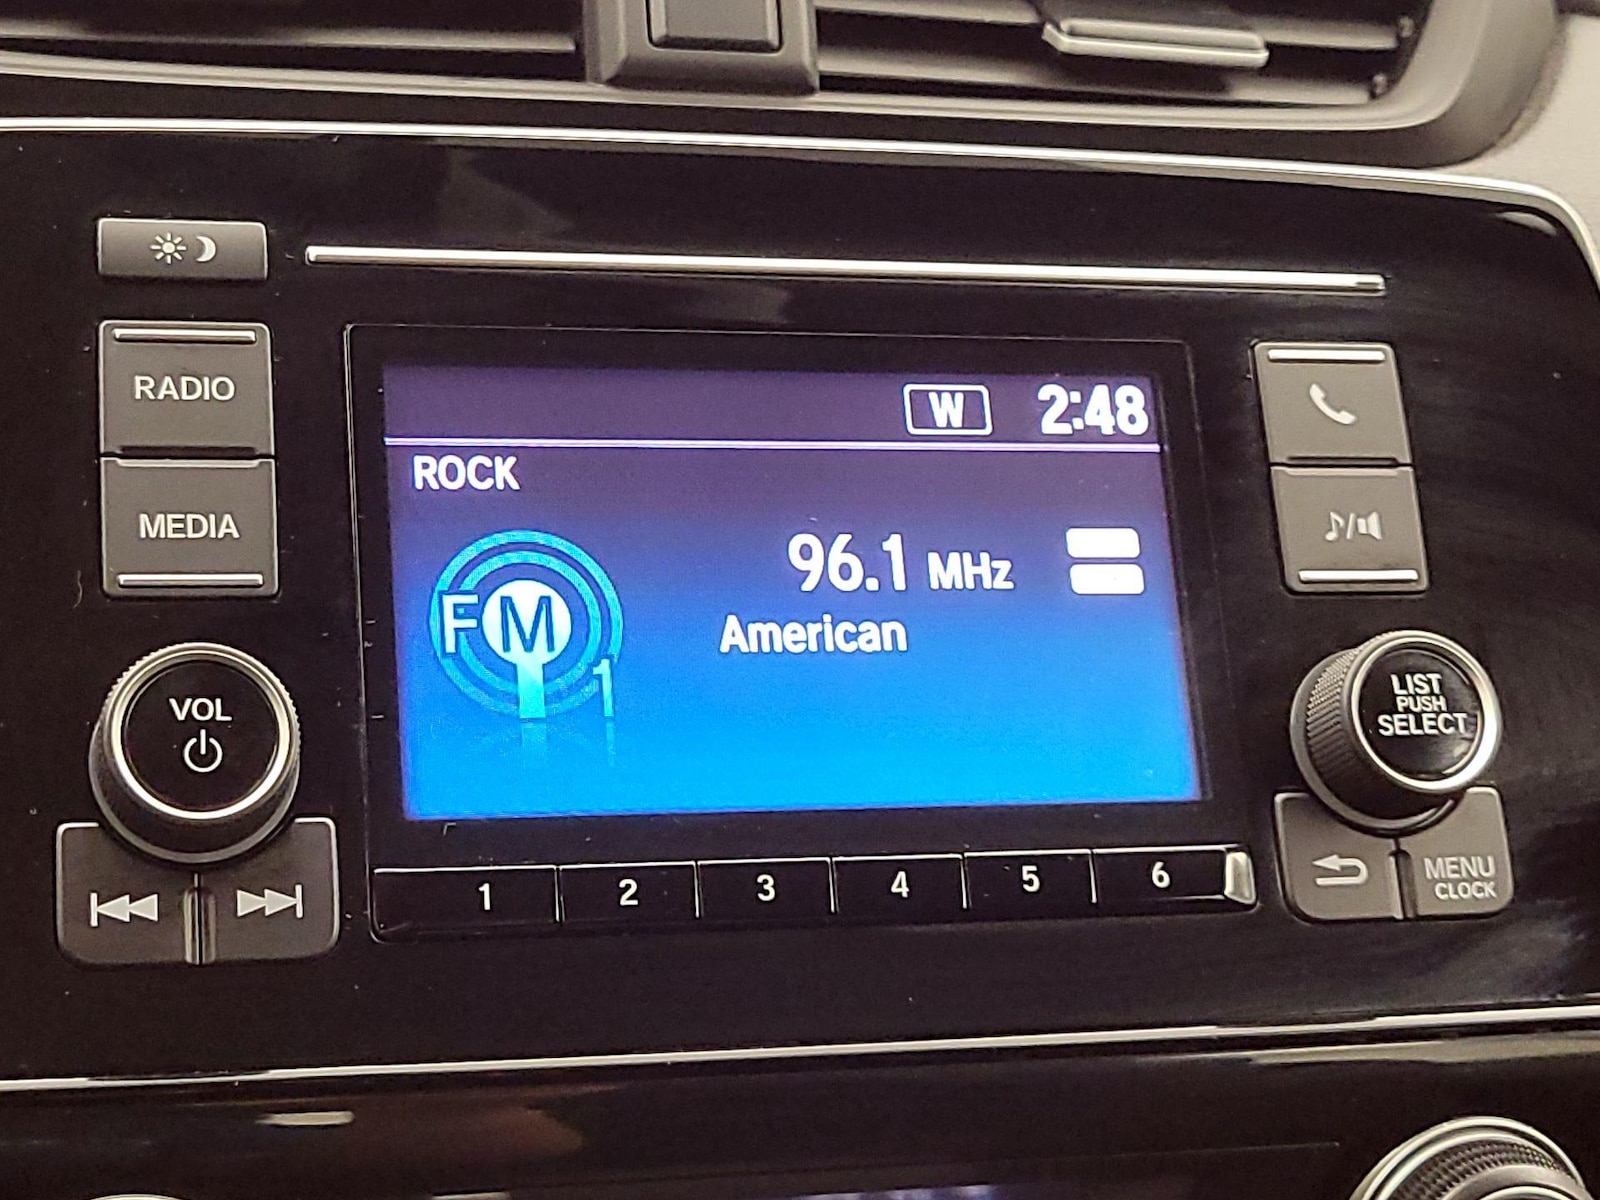 W 2:48
ROCK
96.1 MHz
FM
1
American
RADIO
MEDIA
VOL
LIST
PUSH
SELECT
MENU
CLOCK
1 2 3 4 5 6